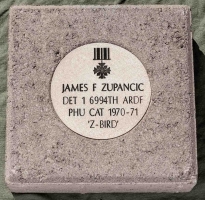 JAMES F ZUPANCIC
DET 1 6994TH ARDF
PHU CAT 1970-71
'Z-BIRD'